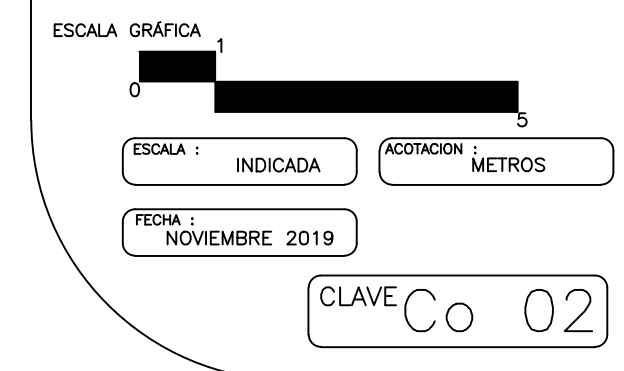 ESCALA GRÁFICA
1
0
5
ESCALA :
INDICADA
ACOTACION :
METROS
FECHA :
NOVIEMBRE 2019
CLAVE Co 02